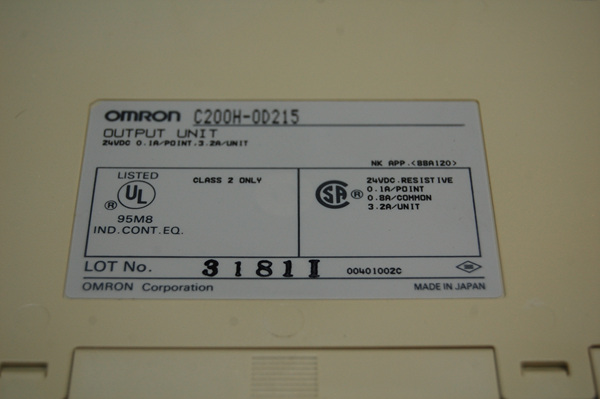 OMRON C200H-OD215
OUTPUT UNIT
24VDC 0.1A/POINT.3.2A/UNIT
NK APP.<88A120>
LISTED
UL
®
95M8
IND.CONT.EQ.
CLASS 2 ONLY
SA ®
24VDC.RESISTIVE
0.1A/POINT
0.8A/COMMON
3.2A/UNIT
LOT No. 3181I 00401002C
OMRON Corporation MADE IN JAPAN